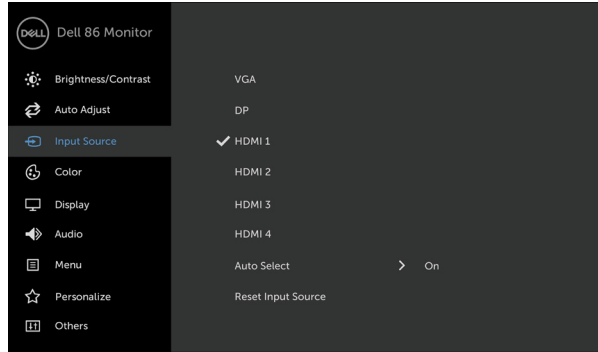 DELL Dell 86 Monitor
Brightness/Contrast
VGA
Auto Adjust
DP
Input Source
HDMI 1
Color
HDMI 2
Display
HDMI 3
Audio
HDMI 4
Menu
Auto Select On
Personalize
Reset Input Source
Others